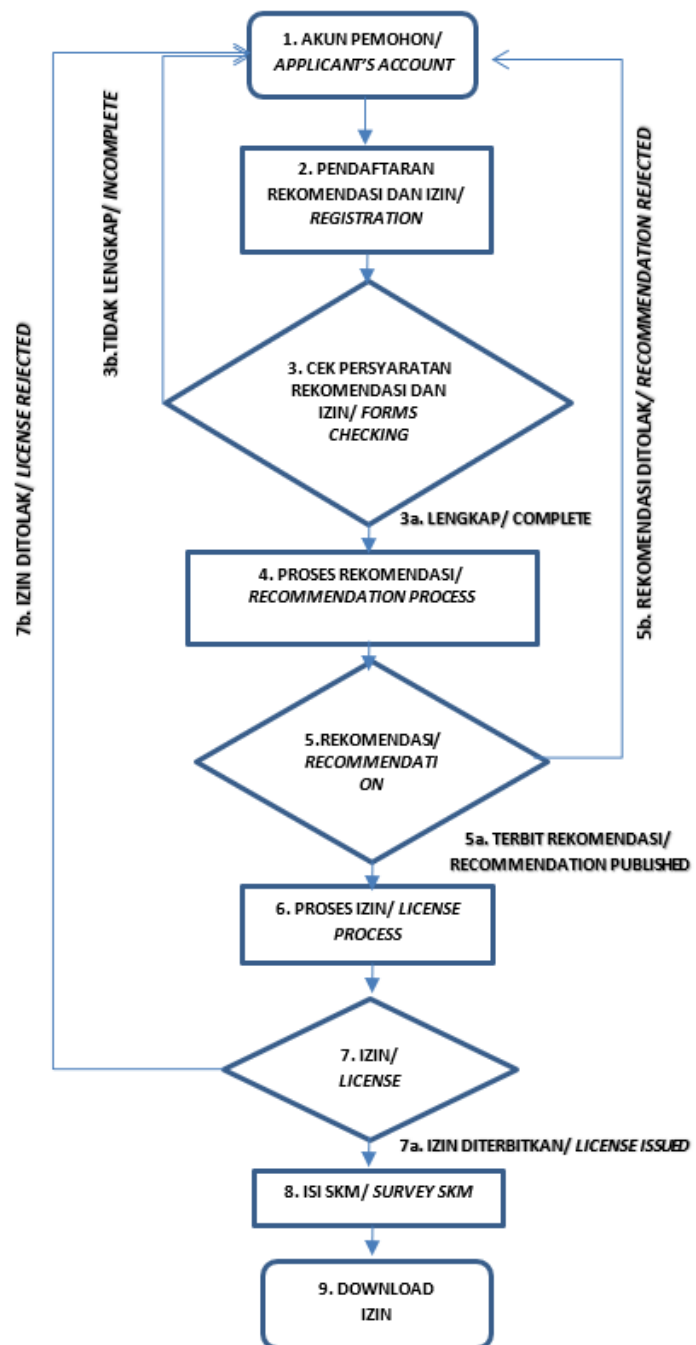 1. AKUN PEMOHON/
APPLICANT'S ACCOUNT
2. PENDAFTARAN
REKOMENDASI DAN IZIN/
REGISTRATION
3b.TIDAK LENGKAP/ INCOMPLETE
7b. IZIN DITOLAK/ LICENSE REJECTED
5b. REKOMENDASI DITOLAK/ RECOMMENDATION REJECTED
3. CEK PERSYARATAN
REKOMENDASI DAN
IZIN/ FORMS
CHECKING
3a. LENGKAP/ COMPLETE
4. PROSES REKOMENDASI/
RECOMMENDATION PROCESS
5.REKOMENDASI/
RECOMMENDATI
ON
5a. TERBIT REKOMENDASI/
RECOMMENDATION PUBLISHED
6. PROSES IZIN/ LICENSE
PROCESS
7. IZIN/
LICENSE
7a. IZIN DITERBITKAN/ LICENSE ISSUED
8. ISI SKM/ SURVEY SKM
9. DOWNLOAD
IZIN